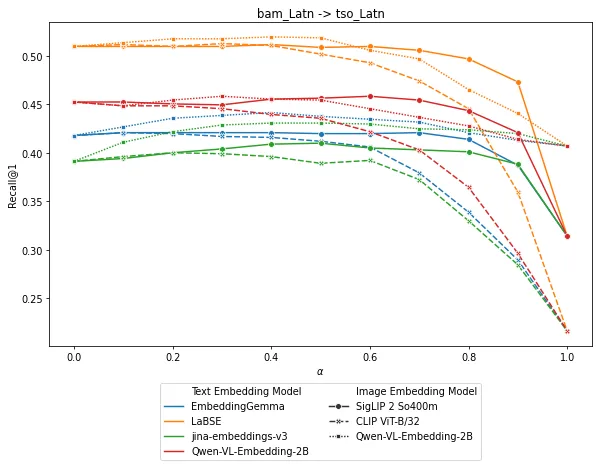 bam_Latn -> tso_Latn
Recall@1
0.50
0.45
0.40
0.35
0.30
0.25
0.0
0.2
0.4
0.6
0.8
1.0
α
Text Embedding Model
EmbeddingGemma
LaBSE
jina-embeddings-v3
Qwen-VL-Embedding-2B
Image Embedding Model
SigLIP 2 So400m
CLIP ViT-B/32
Qwen-VL-Embedding-2B